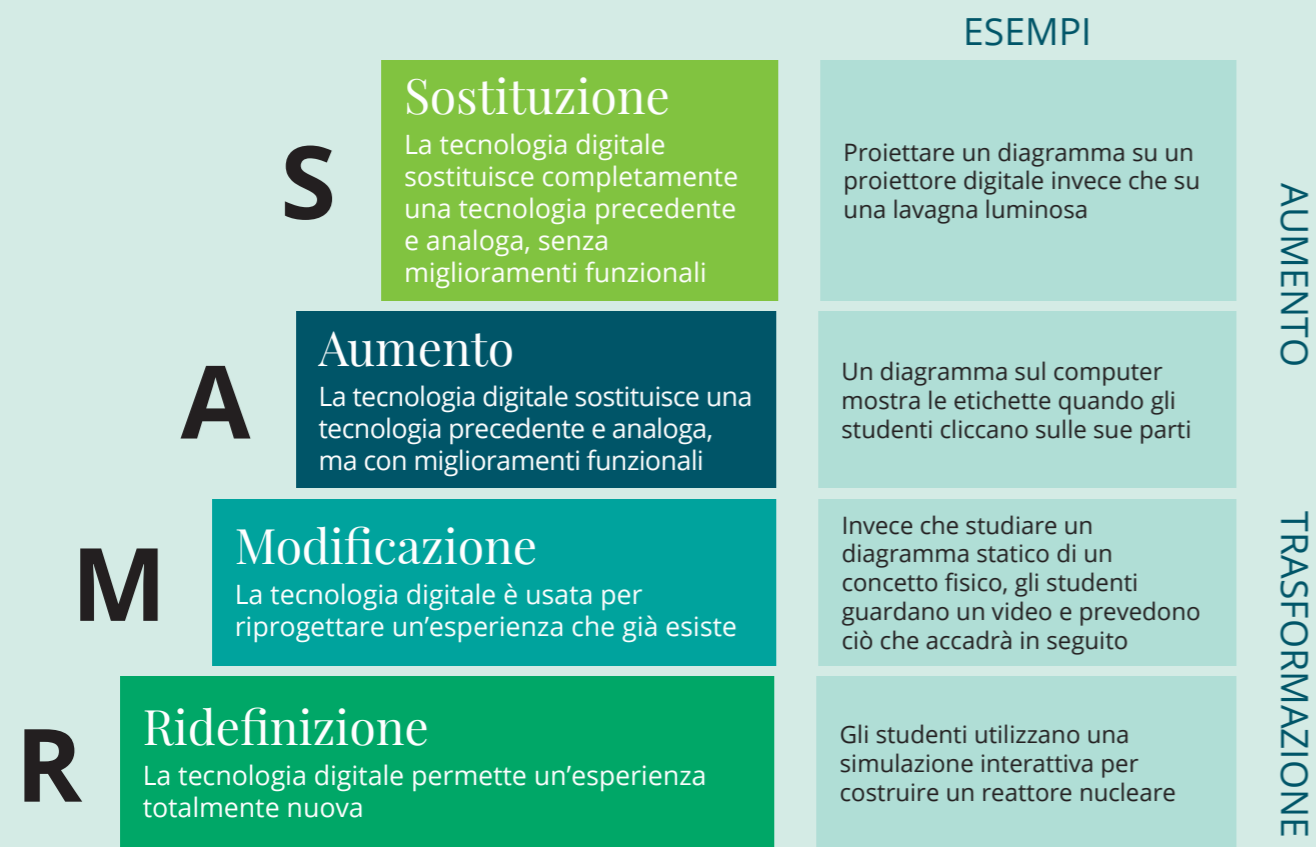 ESEMPI
S
Sostituzione
La tecnologia digitale
sostituisce completamente
una tecnologia precedente
e analoga, senza
miglioramenti funzionali
Proiettare un diagramma su un
proiettore digitale invece che su
una lavagna luminosa
A
Aumento
La tecnologia digitale sostituisce una
tecnologia precedente e analoga,
ma con miglioramenti funzionali
Un diagramma sul computer
mostra le etichette quando gli
studenti cliccano sulle sue parti
AUMENTO
M
Modificazione
La tecnologia digitale è usata per
riprogettare un’esperienza che già esiste
Invece che studiare un
diagramma statico di un
concetto fisico, gli studenti
guardano un video e prevedono
ciò che accadrà in seguito
R
Ridefinizione
La tecnologia digitale permette un’esperienza
totalmente nuova
Gli studenti utilizzano una
simulazione interattiva per
costruire un reattore nucleare
TRASFORMAZIONE